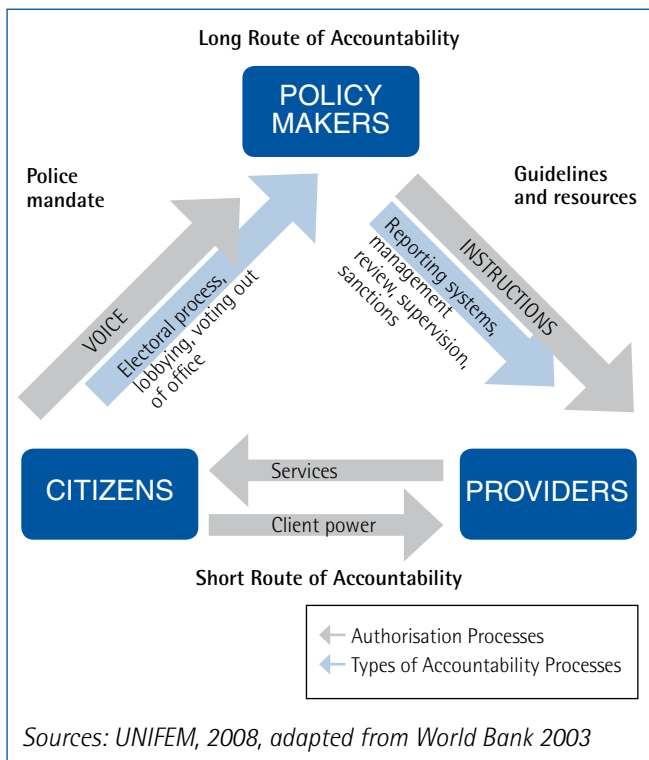 Long Route of Accountability
POLICY
MAKERS
Police
mandate
Guidelines
and resources
VOICE
Electoral process,
lobbying, voting out
of office
INSTRUCTIONS
Reporting systems,
management
review, supervision,
sanctions
CITIZENS
Services
Client power
PROVIDERS
Short Route of Accountability
Authorisation Processes
Types of Accountability Processes
Sources: UNIFEM, 2008, adapted from World Bank 2003